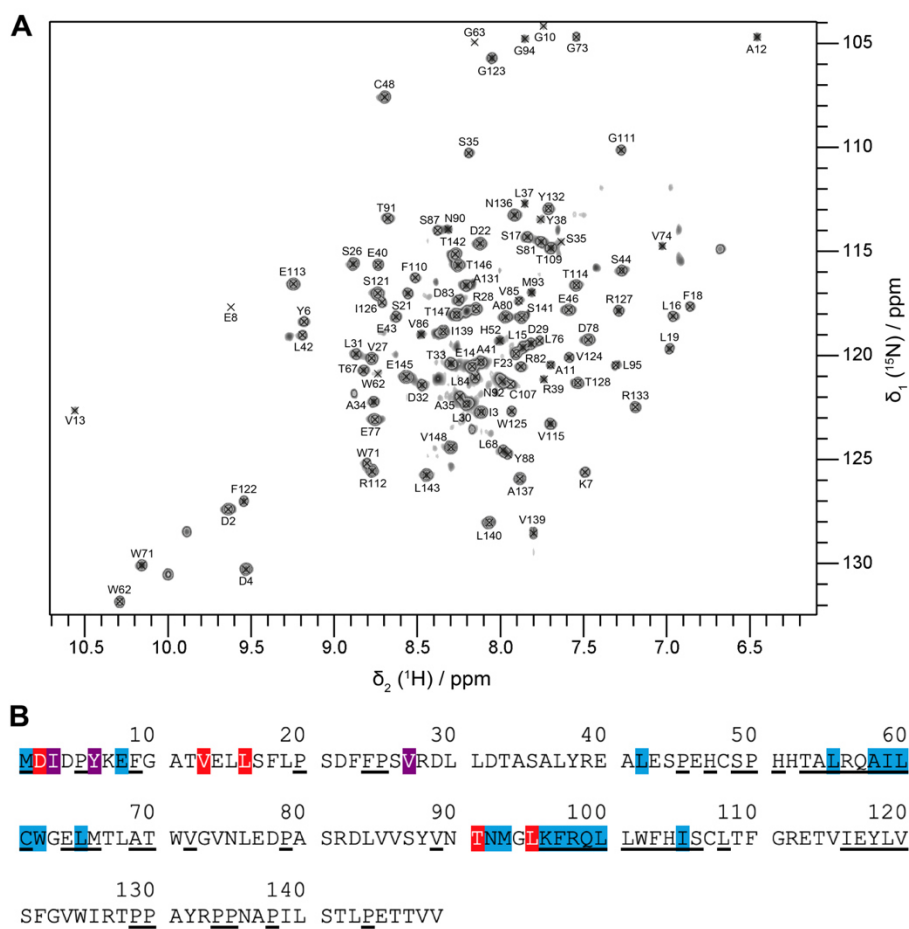 A
G63
G10
G94
G73
A12
G123
C48
S35
G111
L37
N136
Y132
Y38
T91
S87
N90
D22
S17
S35
V74
T142
S81
T109
S26
E40
F110
T146
S44
E113
S121
A131
M93
T114
I126
D83
R28
V85
A80
E46
R127
F18
E8
Y6
S21
T147
S141
L16
L42
E43
V86
I139
H52
L15
D29
L76
D78
L31
V27
T33
E14
A41
F23
R82
V124
L19
T67
W62
E145
L84
A11
L95
A34
D32
A35
N92
C107
R39
T128
R133
V13
E77
L30
I3
W125
V115
V148
L68
Y88
W71
R112
L143
A137
K7
F122
D2
L140
V139
W71
D4
W62
105
110
115
120
125
130
δ₁ (¹⁵N) / ppm
10.5 10.0 9.5 9.0 8.5 8.0 7.5 7.0 6.5
δ₂ (¹H) / ppm
B
10 20 30 40 50 60
MDIDPYKEFG ATVELLSFLP SDFFPSVRDL LDTASALYREA LESPEHCSP HHTALRQAIL
70 80 90 100 110 120
CWGELMTLAT WVGVNLEDPA SRDLVVSYVN TNMGLKFRQL LWFHISCLTF GRETVIEYLV
130 140
SFGVWIRTPP AYRPPNAPIL STLPETTVV